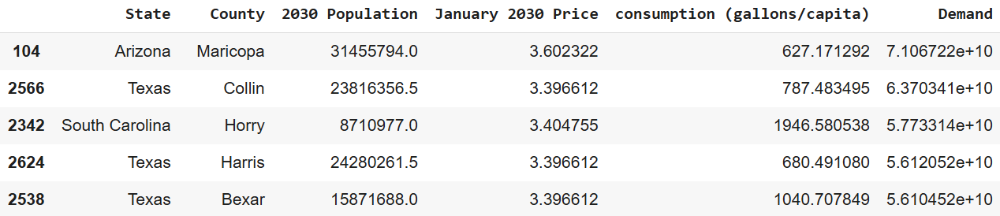 State County 2030 Population January 2030 Price consumption (gallons/capita) Demand
104 Arizona Maricopa 31455794.0 3.602322 627.171292 7.106722e+10
2566 Texas Collin 23816356.5 3.396612 787.483495 6.370341e+10
2342 South Carolina Horry 8710977.0 3.404755 1946.580538 5.773314e+10
2624 Texas Harris 24280261.5 3.396612 680.491080 5.612052e+10
2538 Texas Bexar 15871688.0 3.396612 1040.707849 5.610452e+10